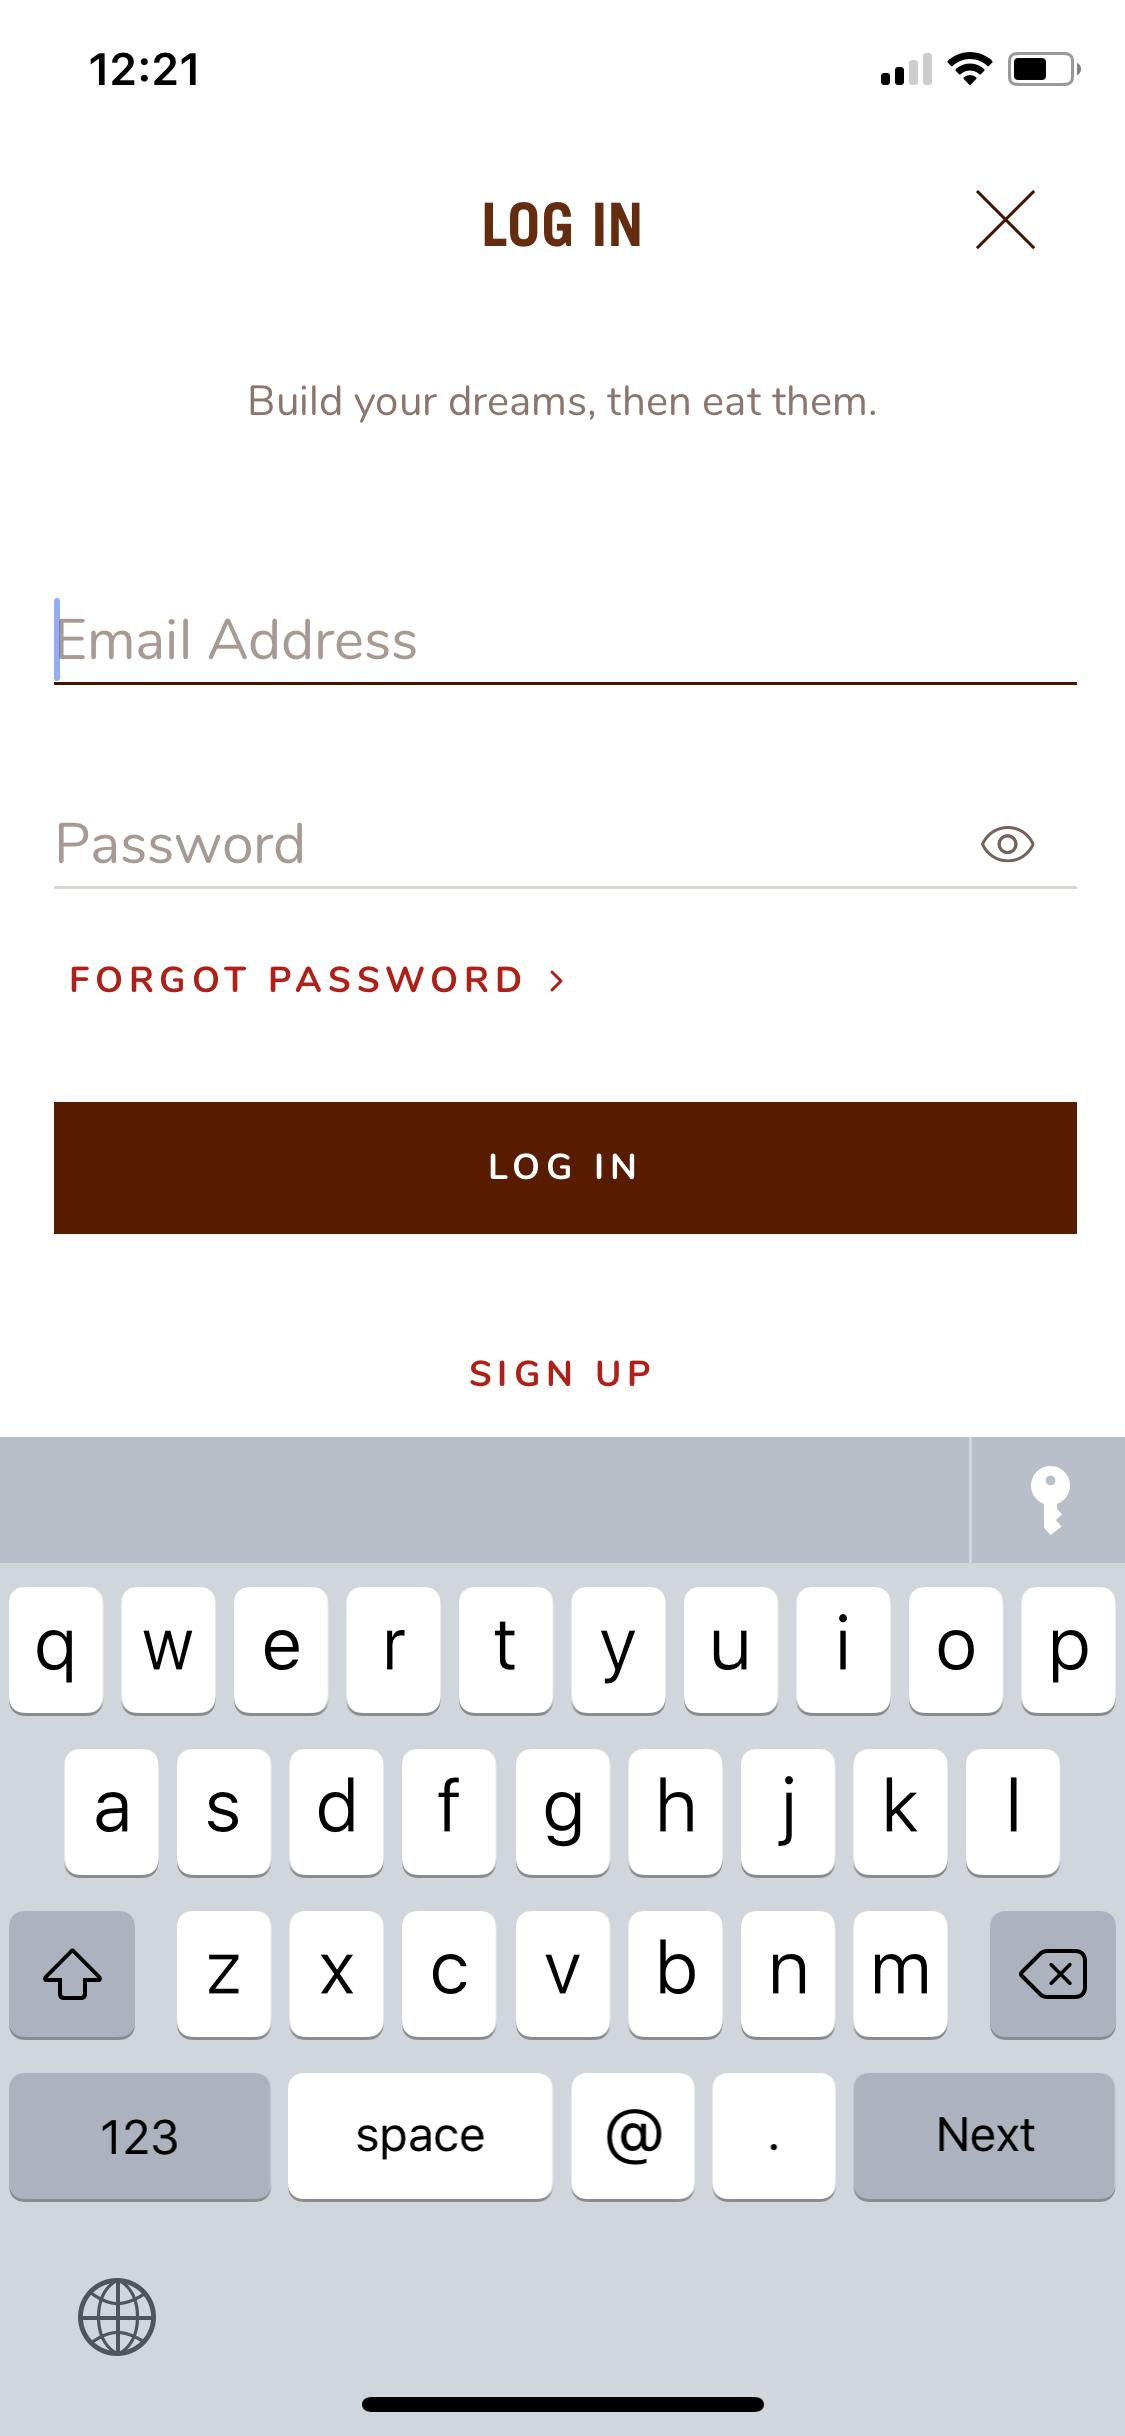 12:21
LOG IN
Build your dreams, then eat them.
Email Address
Password
FORGOT PASSWORD >
LOG IN
SIGN UP
q w e r t y u i o p
a s d f g h j k l
z x c v b n m
123 space @ . Next